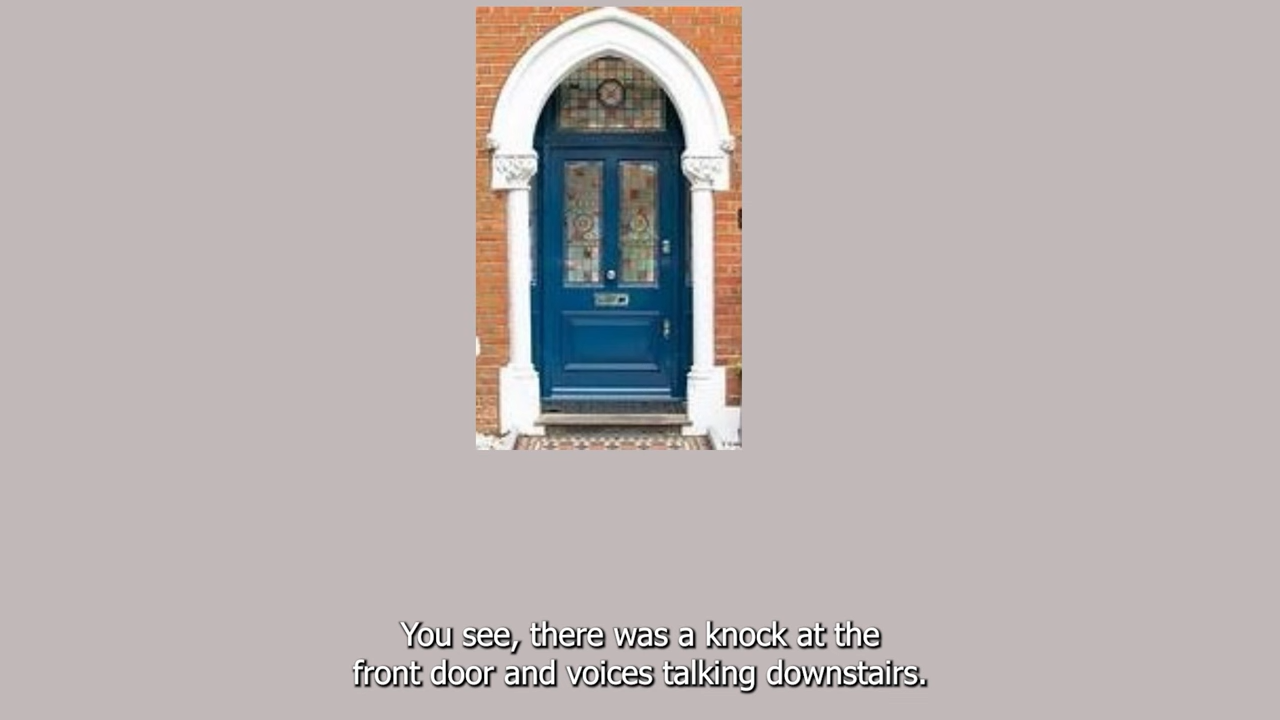 You see, there was a knock at the
front door and voices talking downstairs.